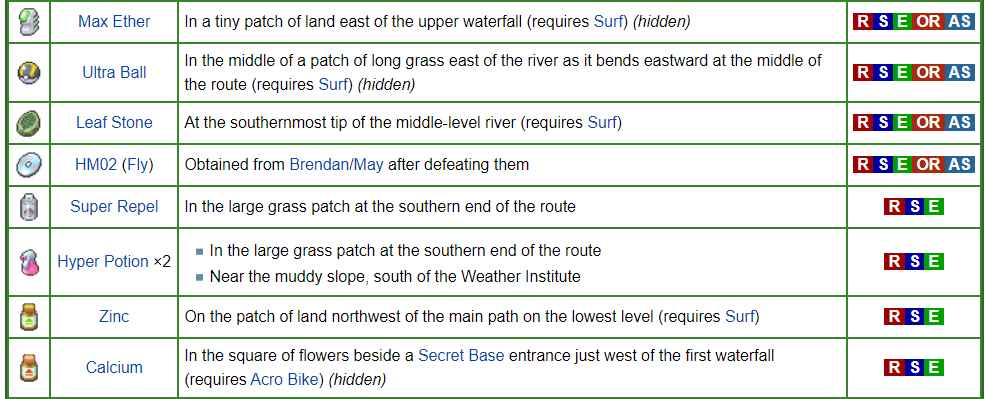 Max Ether In a tiny patch of land east of the upper waterfall (requires Surf) (hidden) R S E OR AS
Ultra Ball In the middle of a patch of long grass east of the river as it bends eastward at the middle of
the route (requires Surf) (hidden) R S E OR AS
Leaf Stone At the southernmost tip of the middle-level river (requires Surf) R S E OR AS
HM02 (Fly) Obtained from Brendan/May after defeating them R S E OR AS
Super Repel In the large grass patch at the southern end of the route R S E
Hyper Potion ×2 In the large grass patch at the southern end of the route R S E
Near the muddy slope, south of the Weather Institute
Zinc On the patch of land northwest of the main path on the lowest level (requires Surf) R S E
Calcium In the square of flowers beside a Secret Base entrance just west of the first waterfall
(requires Acro Bike) (hidden) R S E